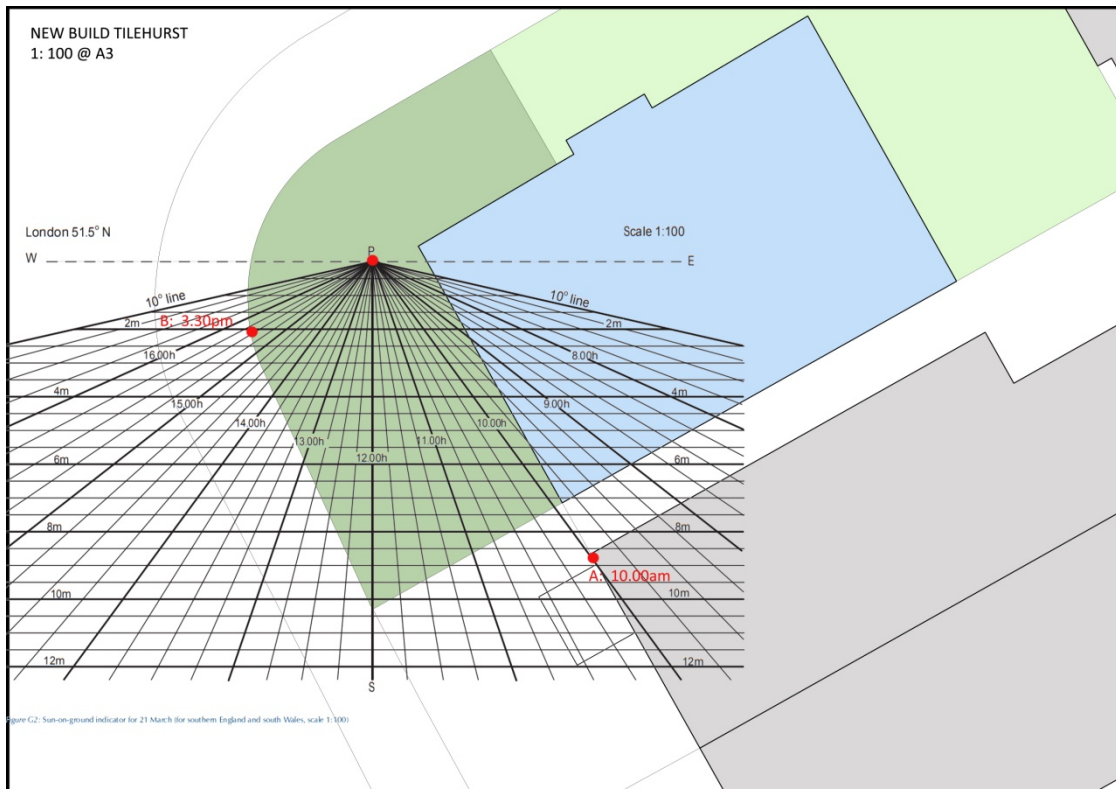 NEW BUILD TILEHURST
1: 100 @ A3
London 51.5° N
Scale 1:100
W
P
E
10° line
10° line
2m
2m
B: 3.30pm
16.00h
8.00h
4m
4m
15.00h
9.00h
14.00h
10.00h
13.00h
11.00h
12.00h
6m
6m
8m
8m
A: 10.00am
10m
10m
12m
12m
S
Figure G2: Sun-on-ground indicator for 21 March (for southern England and south Wales, scale 1:100)